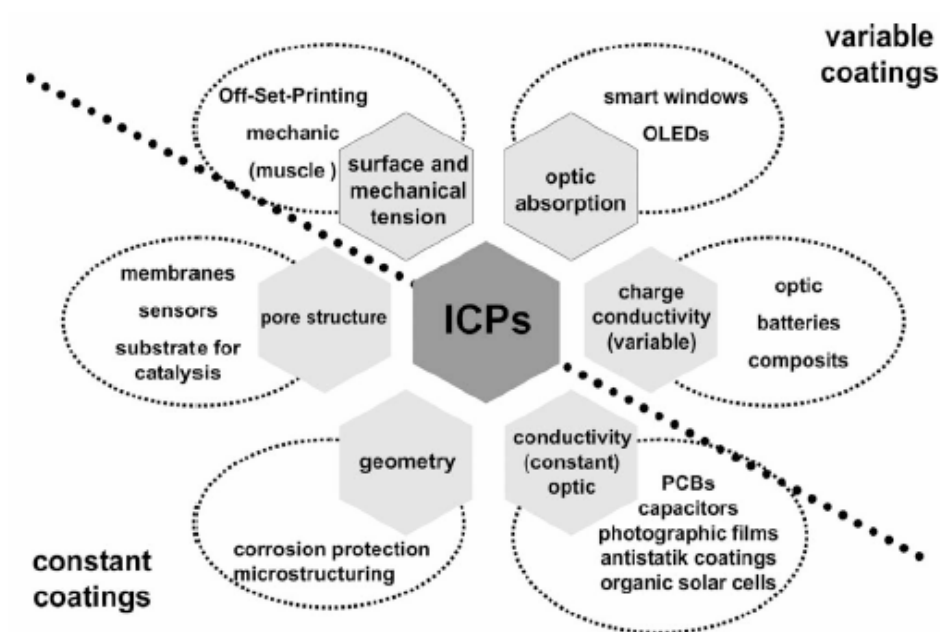 variable
coatings
Off-Set-Printing
mechanic
(muscle )
surface and
mechanical
tension
smart windows
OLEDs
optic
absorption
membranes
sensors
substrate for
catalysis
pore structure
ICPs
charge
conductivity
(variable)
optic
batteries
composits
geometry
corrosion protection
microstructuring
conductivity
(constant)
optic
PCBs
capacitors
photographic films
antistatik coatings
organic solar cells
constant
coatings